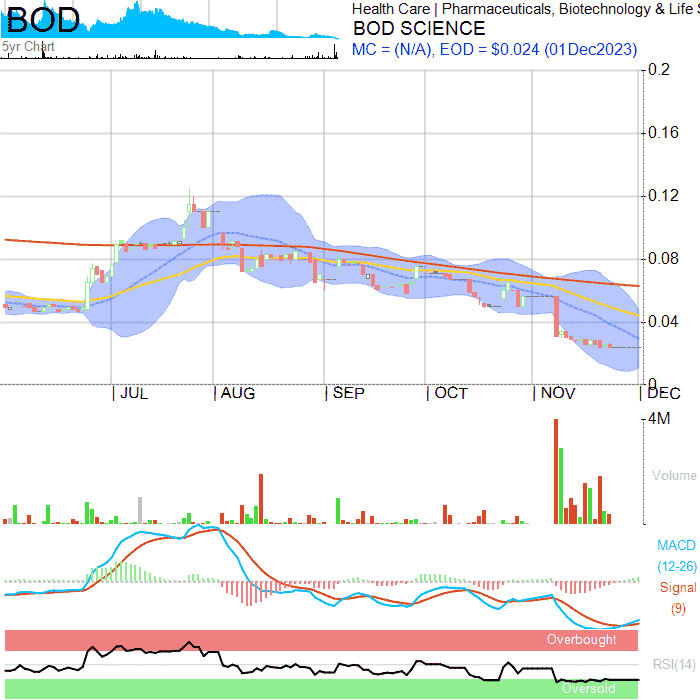 BOD
5yr Chart
Health Care | Pharmaceuticals, Biotechnology & Life S
BOD SCIENCE
MC = (N/A), EOD = $0.024 (01Dec2023)
0.2
0.16
0.12
0.08
0.04
0
JUL AUG SEP OCT NOV DEC
4M
Volume
MACD
(12-26)
Signal
(9)
Overbought
RSI(14)
Oversold